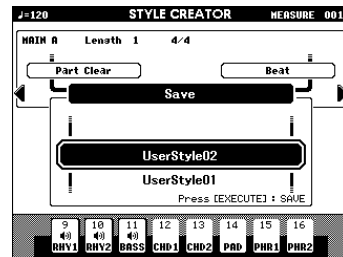 ♩=120 STYLE CREATOR MEASURE 001
MAIN A Length 1 4/4
Part Clear Beat
Save
UserStyle02
UserStyle01
Press [EXECUTE] : SAVE
9 10 11 12 13 14 15 16
RHY1 RHY2 BASS CHD1 CHD2 PAD PHR1 PHR2